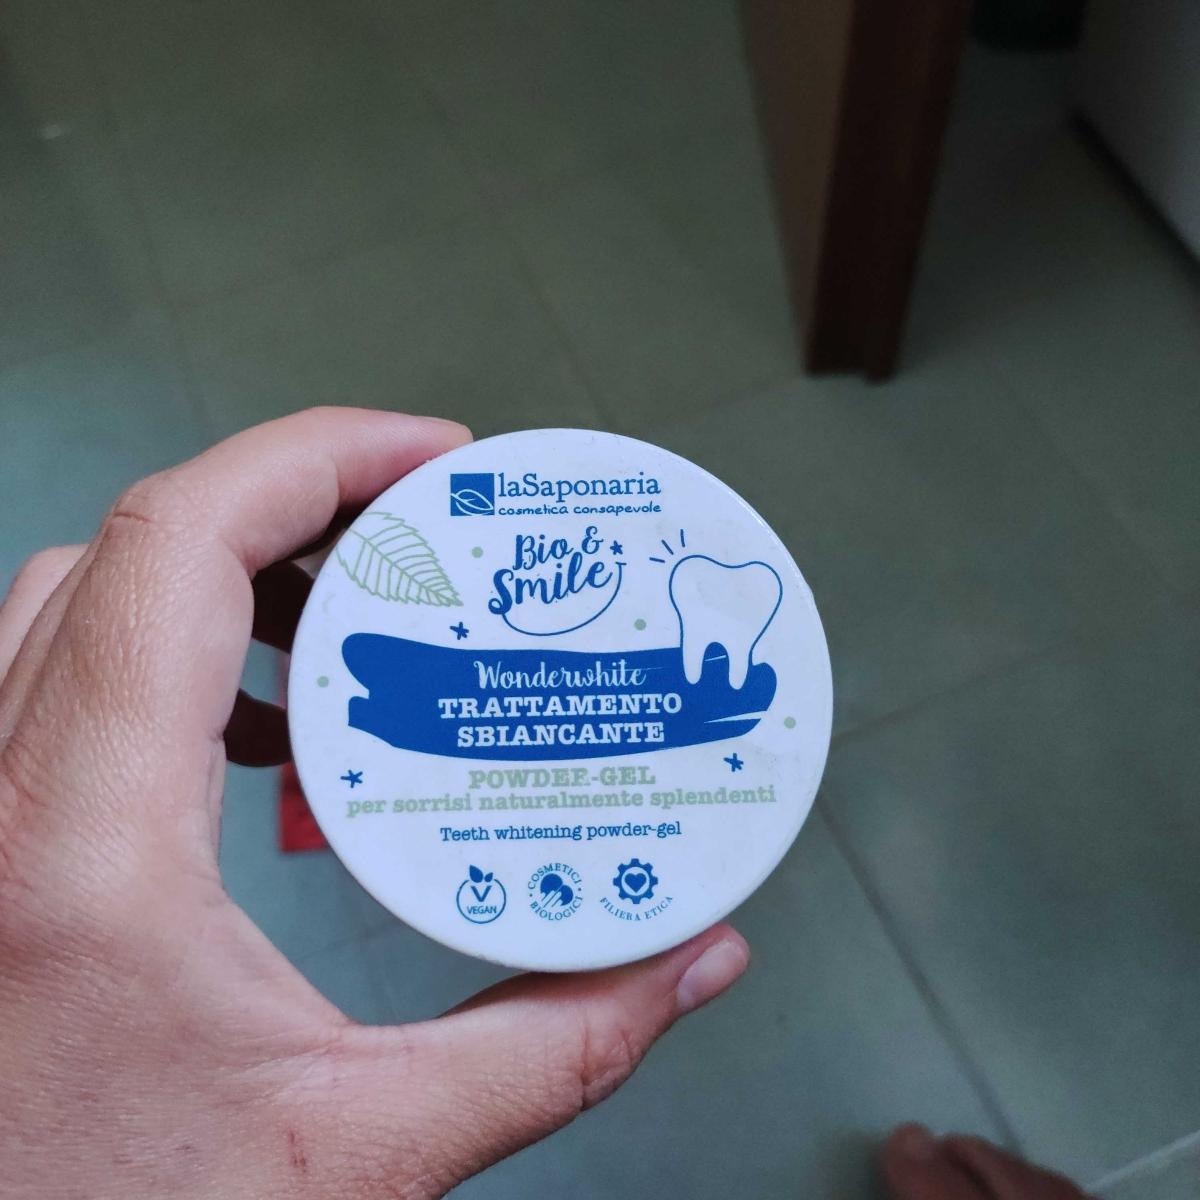 laSaponaria
cosmetica consapevole
Bio &
Smile
Wonderwhite
TRATTAMENTO
SBIANCANTE
POWDER-GEL
per sorrisi naturalmente splendenti
Teeth whitening powder-gel
V
VEGAN
COSMETICI
BIOLOGICI
FILIERA ETICA